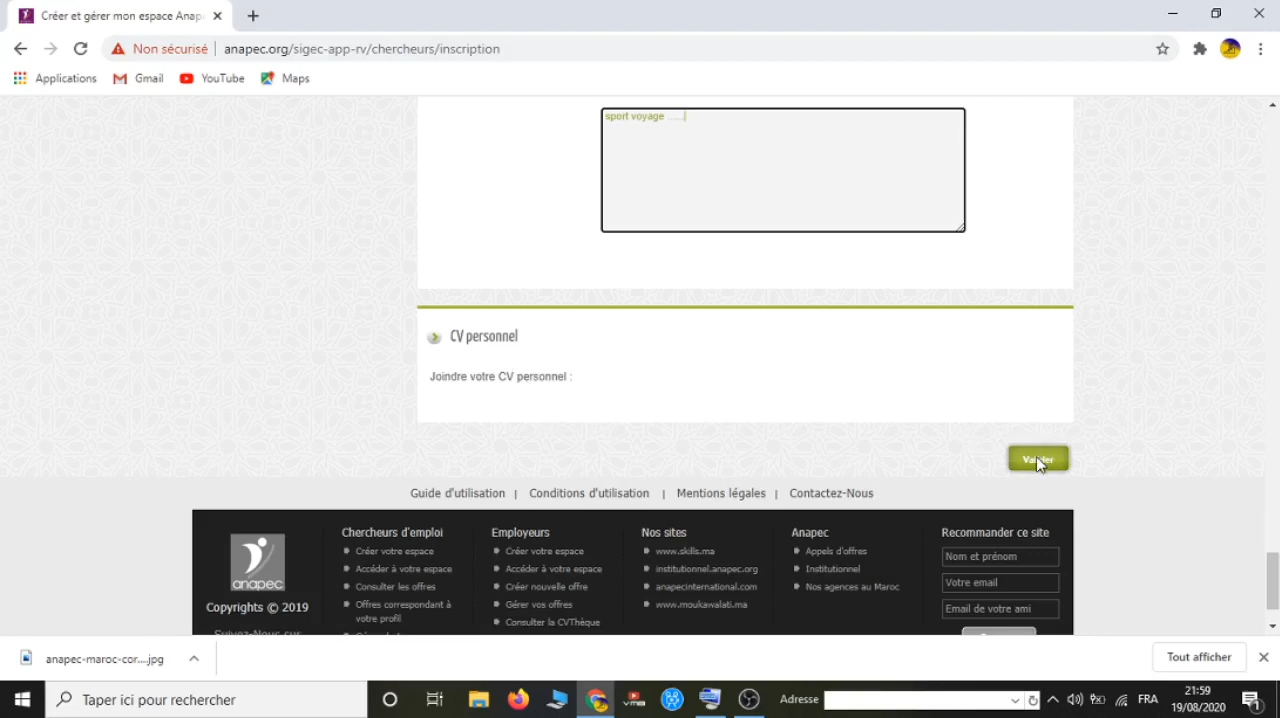 Créer et gérer mon espace Anap
Non sécurisé anapec.org/sigec-app-rv/chercheurs/inscription
Applications Gmail YouTube Maps
sport voyage ......
CV personnel
Joindre votre CV personnel :
Valider
Guide d'utilisation | Conditions d'utilisation | Mentions légales | Contactez-Nous
anapec
Copyrights © 2019
Suivez-Nous sur
Chercheurs d'emploi
Créer votre espace
Accéder à votre espace
Consulter les offres
Offres correspondant à
votre profil
Employeurs
Créer votre espace
Accéder à votre espace
Créer nouvelle offre
Gérer vos offres
Consulter la CVThèque
Nos sites
www.skills.ma
institutionnel.anapec.org
anapecinternational.com
www.moukawalati.ma
Anapec
Appels d'offres
Institutionnel
Nos agences au Maroc
Recommander ce site
Nom et prénom
Votre email
Email de votre ami
anapec-maroc-cor....jpg
Tout afficher
Taper ici pour rechercher
Adresse
FRA
21:59
19/08/2020